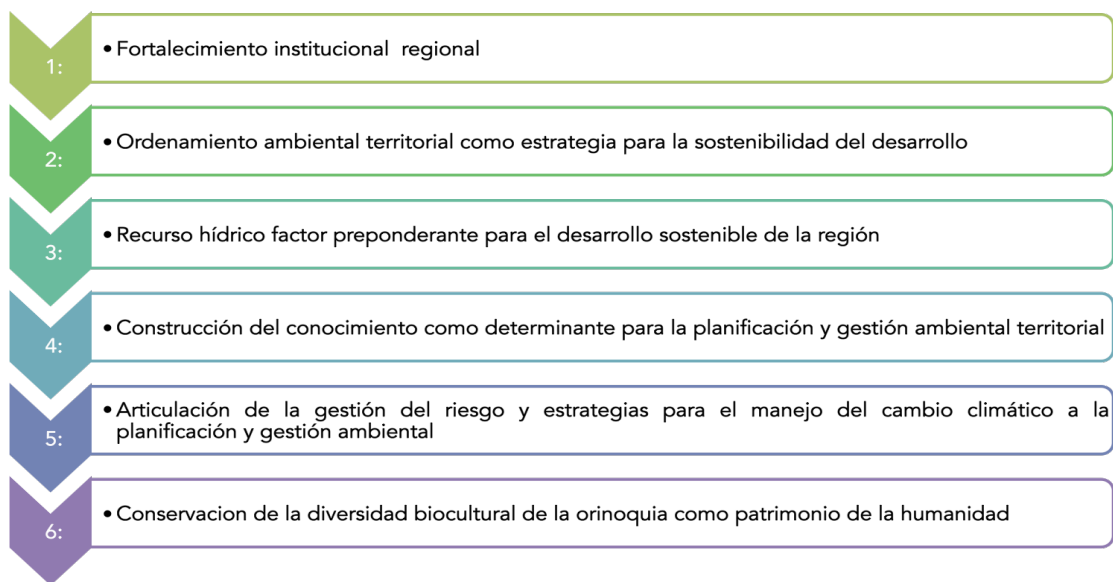 1:
• Fortalecimiento institucional regional
2:
• Ordenamiento ambiental territorial como estrategia para la sostenibilidad del desarrollo
3:
• Recurso hídrico factor preponderante para el desarrollo sostenible de la región
4:
• Construcción del conocimiento como determinante para la planificación y gestión ambiental territorial
5:
• Articulación de la gestión del riesgo y estrategias para el manejo del cambio climático a la
planificación y gestión ambiental
6:
• Conservacion de la diversidad biocultural de la orinoquia como patrimonio de la humanidad